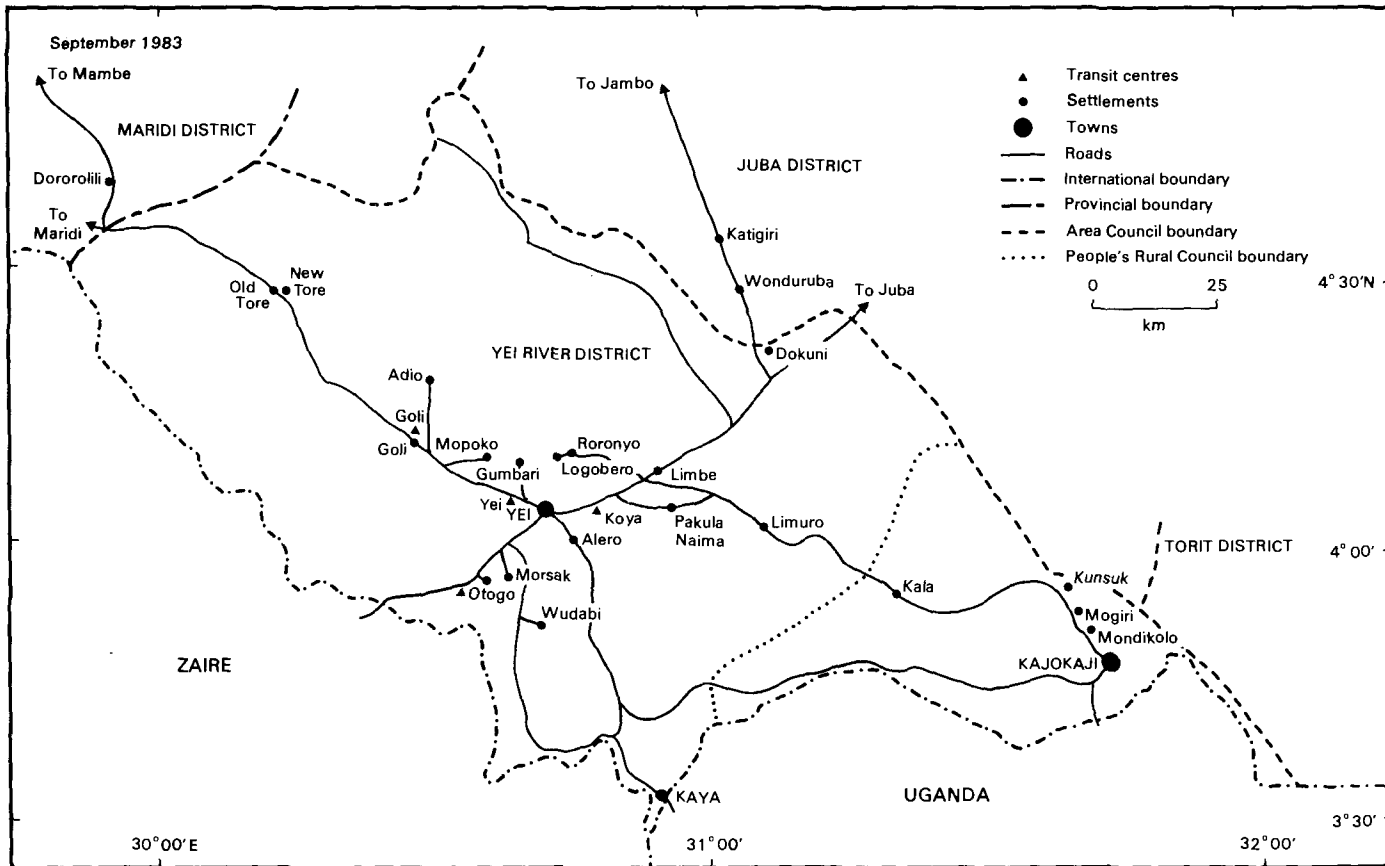 September 1983
To Mambe
To Jambo
MARIDI DISTRICT
JUBA DISTRICT
Transit centres
Settlements
Towns
Roads
International boundary
Provincial boundary
Area Council boundary
People's Rural Council boundary
0 25
km
Dororolili
To
Maridi
Katigiri
Wonduruba
To Juba
4°30'N
Old
Tore
New
Tore
YEI RIVER DISTRICT
Dokuni
Adio
Goli
Goli
Mopoko
Gumbari
Roronyo
Logobero
Limbe
Yei
YEI
Koya
Pakula
Naima
Limuro
Alero
4°00'
TORIT DISTRICT
Morsak
Otogo
Kala
Kunsuk
Mogiri
Mondikolo
Wudabi
ZAIRE
KAJOKAJI
KAYA
UGANDA
3°30'
30°00'E
31°00'
32°00'